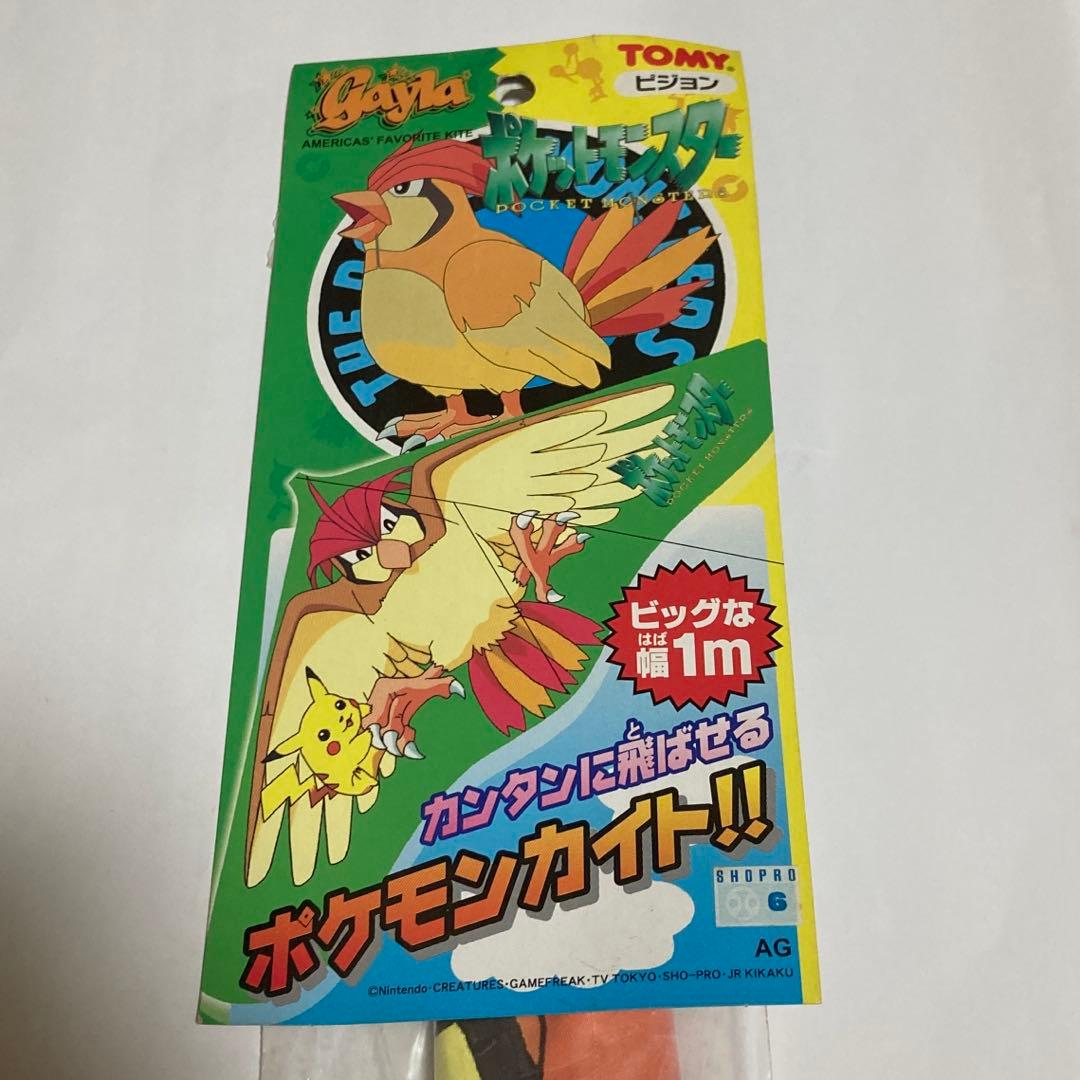 Gayla
AMERICAS' FAVORITE KITE
TOMY
ピジョン
ポケットモンスター
POCKET MONSTERS
THE
ポケットモンスター
POCKET MONSTERS
ビッグな
はば
幅1m
と
カンタンに飛ばせる
ポケモンカイト!!
SHOPRO
6
AG
©Nintendo・CREATURES・GAMEFREAK・TV TOKYO・SHO-PRO・JR KIKAKU